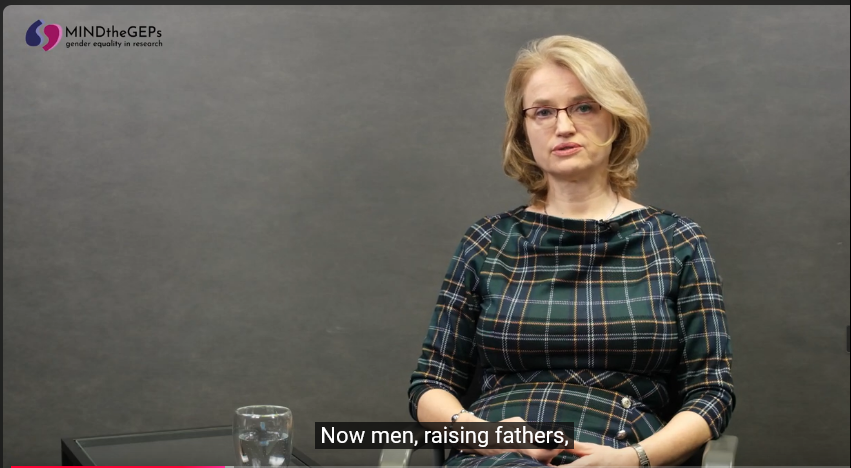 MINDtheGEPs
gender equality in research
Now men, raising fathers,